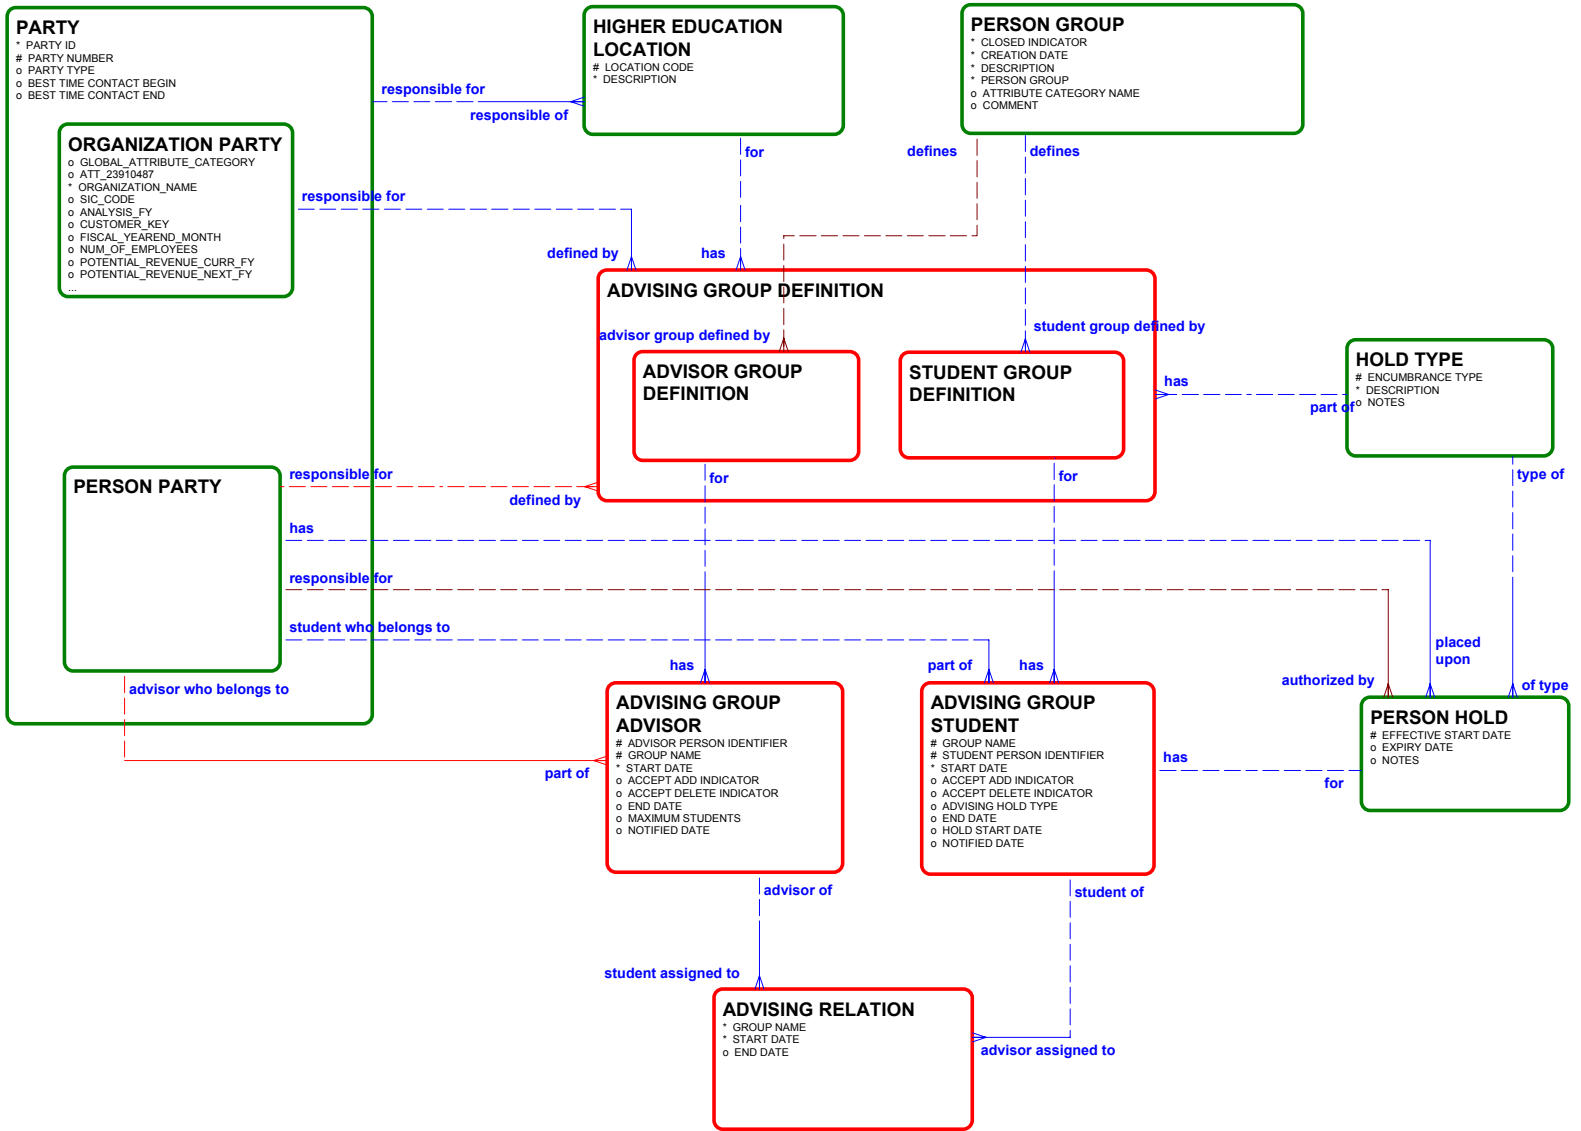 PARTY
* PARTY ID
# PARTY NUMBER
o PARTY TYPE
o BEST TIME CONTACT BEGIN
o BEST TIME CONTACT END
ORGANIZATION PARTY
o GLOBAL_ATTRIBUTE_CATEGORY
o ATT_23910487
* ORGANIZATION_NAME
o SIC_CODE
o ANALYSIS_FY
o CUSTOMER_KEY
o FISCAL_YEAREND_MONTH
o NUM_OF_EMPLOYEES
o POTENTIAL_REVENUE_CURR_FY
o POTENTIAL_REVENUE_NEXT_FY
...
PERSON PARTY
HIGHER EDUCATION
LOCATION
# LOCATION CODE
* DESCRIPTION
PERSON GROUP
* CLOSED INDICATOR
* CREATION DATE
* DESCRIPTION
* PERSON GROUP
o ATTRIBUTE CATEGORY NAME
o COMMENT
responsible for
responsible of
for
has
defines
defines
responsible for
defined by
ADVISING GROUP DEFINITION
advisor group defined by
student group defined by
ADVISOR GROUP
DEFINITION
STUDENT GROUP
DEFINITION
has
part of
HOLD TYPE
# ENCUMBRANCE TYPE
* DESCRIPTION
o NOTES
responsible for
defined by
for
for
type of
has
responsible for
student who belongs to
advisor who belongs to
has
part of
has
placed
upon
authorized by
of type
ADVISING GROUP
ADVISOR
# ADVISOR PERSON IDENTIFIER
# GROUP NAME
* START DATE
o ACCEPT ADD INDICATOR
o ACCEPT DELETE INDICATOR
o END DATE
o MAXIMUM STUDENTS
o NOTIFIED DATE
part of
ADVISING GROUP
STUDENT
# GROUP NAME
# STUDENT PERSON IDENTIFIER
* START DATE
o ACCEPT ADD INDICATOR
o ACCEPT DELETE INDICATOR
o ADVISING HOLD TYPE
o END DATE
o HOLD START DATE
o NOTIFIED DATE
has
for
PERSON HOLD
# EFFECTIVE START DATE
o EXPIRY DATE
o NOTES
advisor of
student of
student assigned to
advisor assigned to
ADVISING RELATION
* GROUP NAME
* START DATE
o END DATE